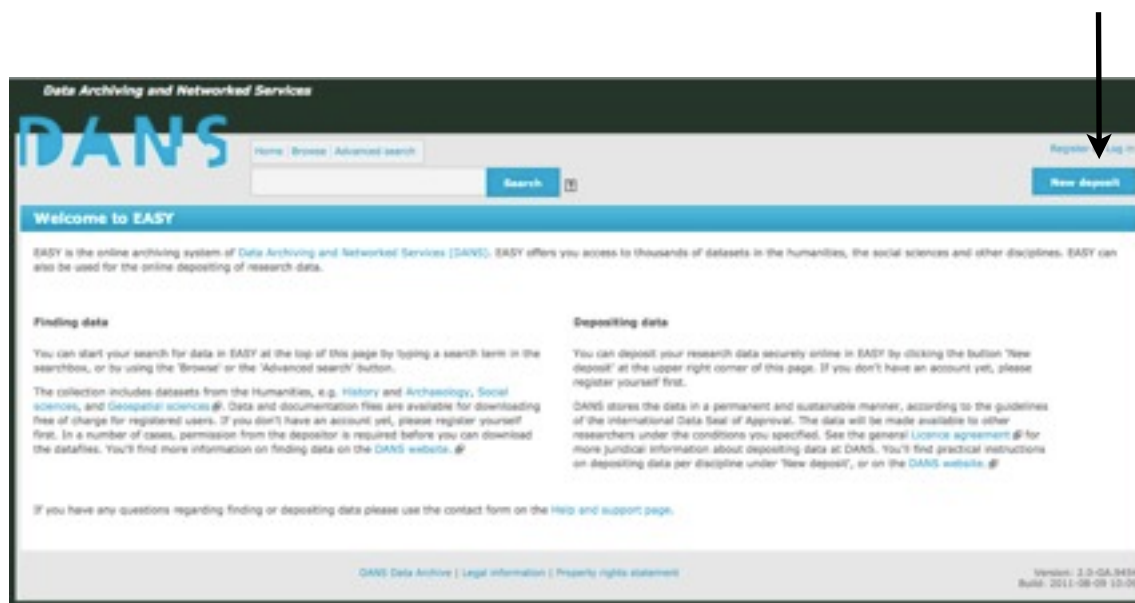 Data Archiving and Networked Services
DANS
Home Browse Advanced search
Register Log in
Search
New deposit
Welcome to EASY
EASY is the online archiving system of Data Archiving and Networked Services (DANS). EASY offers you access to thousands of datasets in the humanities, the social sciences and other disciplines. EASY can
also be used for the online depositing of research data.
Finding data
You can start your search for data in EASY at the top of this page by typing a search term in the
searchbox, or by using the 'Browse' or the 'Advanced search' button.
The collection includes datasets from the Humanities, e.g. History and Archaeology, Social
sciences, and Geospatial sciences. Data and documentation files are available for downloading
free of charge for registered users. If you don't have an account yet, please register yourself
first. In a number of cases, permission from the depositor is required before you can download
the datafiles. You'll find more information on finding data on the DANS website.
Depositing data
You can deposit your research data securely online in EASY by clicking the button 'New
deposit' at the upper right corner of this page. If you don't have an account yet, please
register yourself first.
DANS stores the data in a permanent and sustainable manner, according to the guidelines
of the international Data Seal of Approval. The data will be made available to other
researchers under the conditions you specified. See the general Licence agreement for
more juridical information about depositing data at DANS. You'll find practical instructions
on depositing data per discipline under 'New deposit', or on the DANS website.
If you have any questions regarding finding or depositing data please use the contact form on the Help and support page.
DANS Data Archive | Legal information | Property rights statement
Version:
Build: 2011-08-09